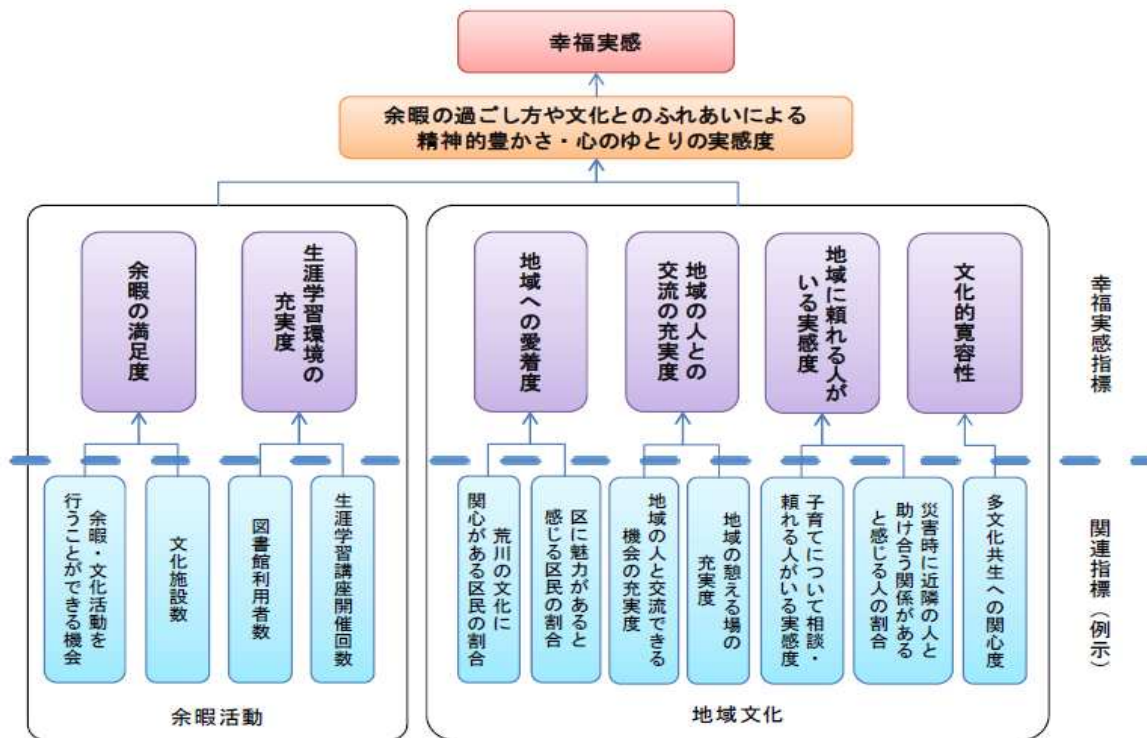 幸福実感
余暇の過ごし方や文化とのふれあいによる
精神的豊かさ・心のゆとりの実感度
余暇の満足度
生涯学習環境の
充実度
地域への愛着度
地域の人との
交流の充実度
地域に頼れる人が
いる実感度
文化的寛容性
幸福実感指標
余暇・文化活動を
行うことができる機会
文化施設数
図書館利用者数
生涯学習講座開催回数
荒川の文化に
関心がある区民の割合
区に魅力があると
感じる区民の割合
地域の人と交流できる
機会の充実度
地域の憩える場の
充実度
子育てについて相談・
頼れる人がいる実感度
災害時に近隣の人と
助け合う関係がある
と感じる人の割合
多文化共生への関心度
関連指標（例示）
余暇活動
地域文化